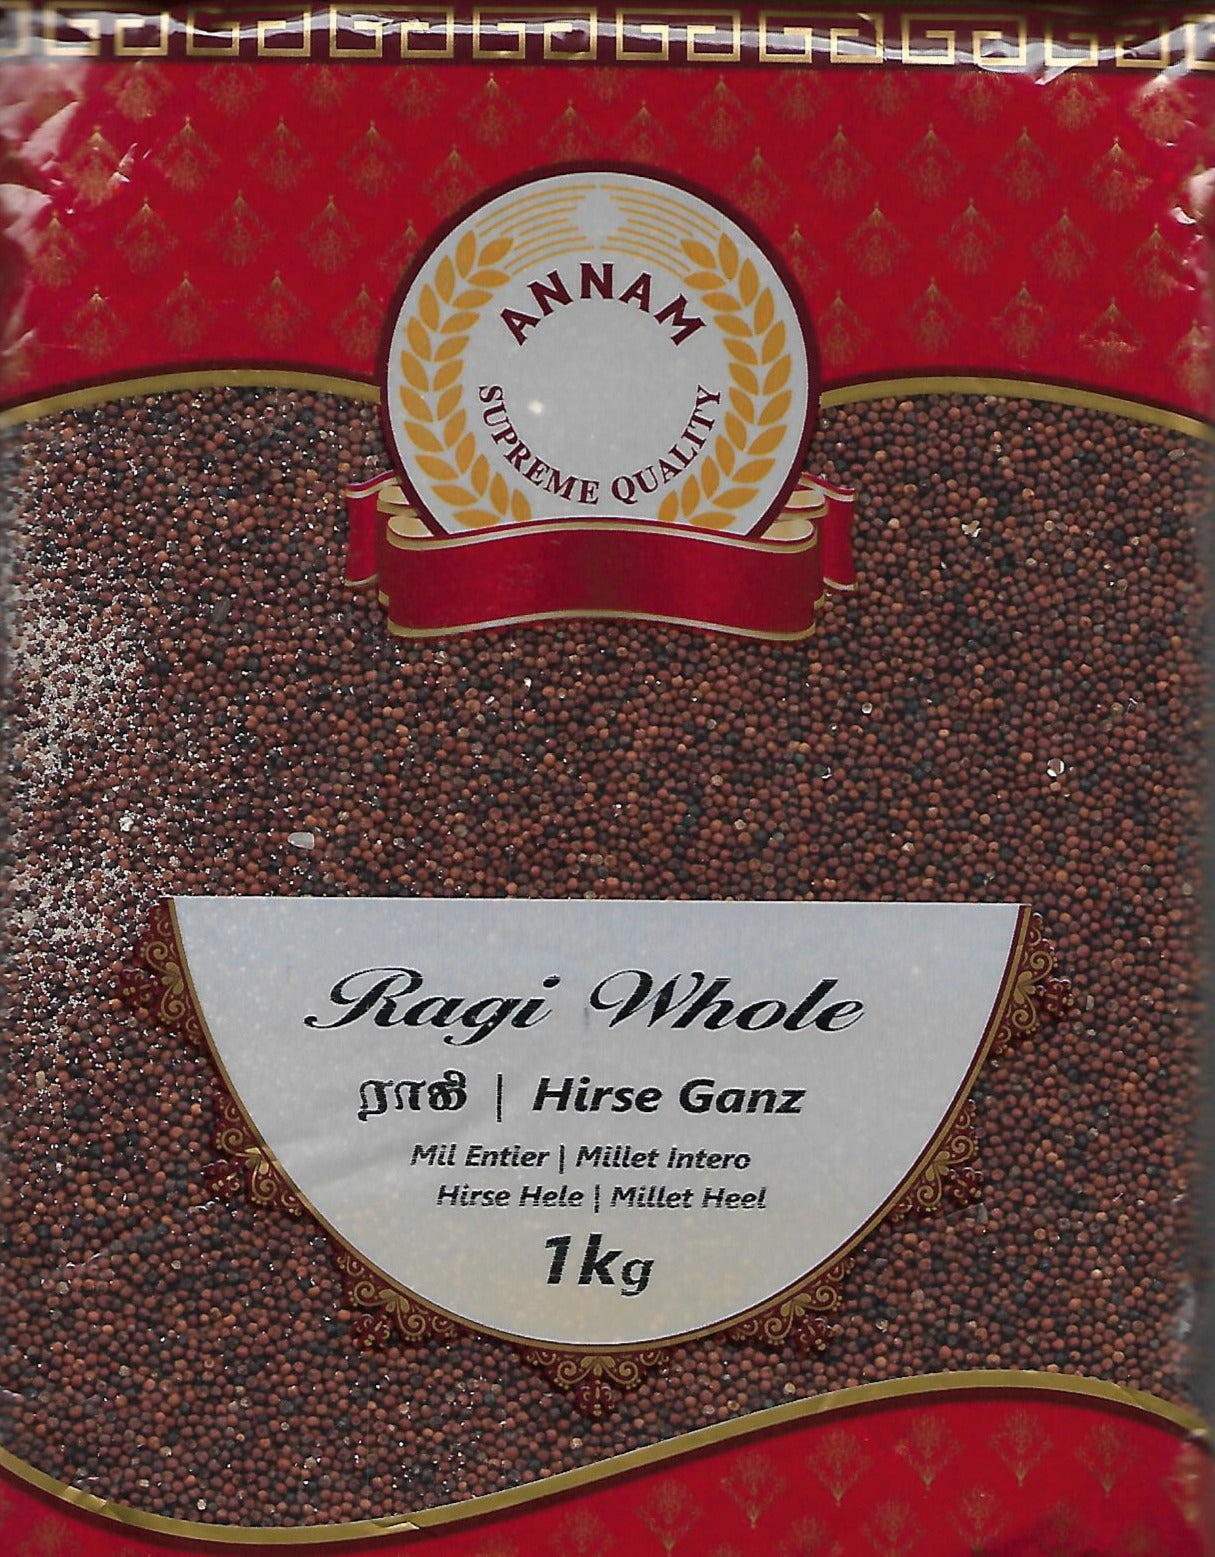 ANNAM
SUPREME QUALITY
Ragi Whole
ராகி | Hirse Ganz
Mil Entier | Millet Intero
Hirse Hele | Millet Heel
1kg